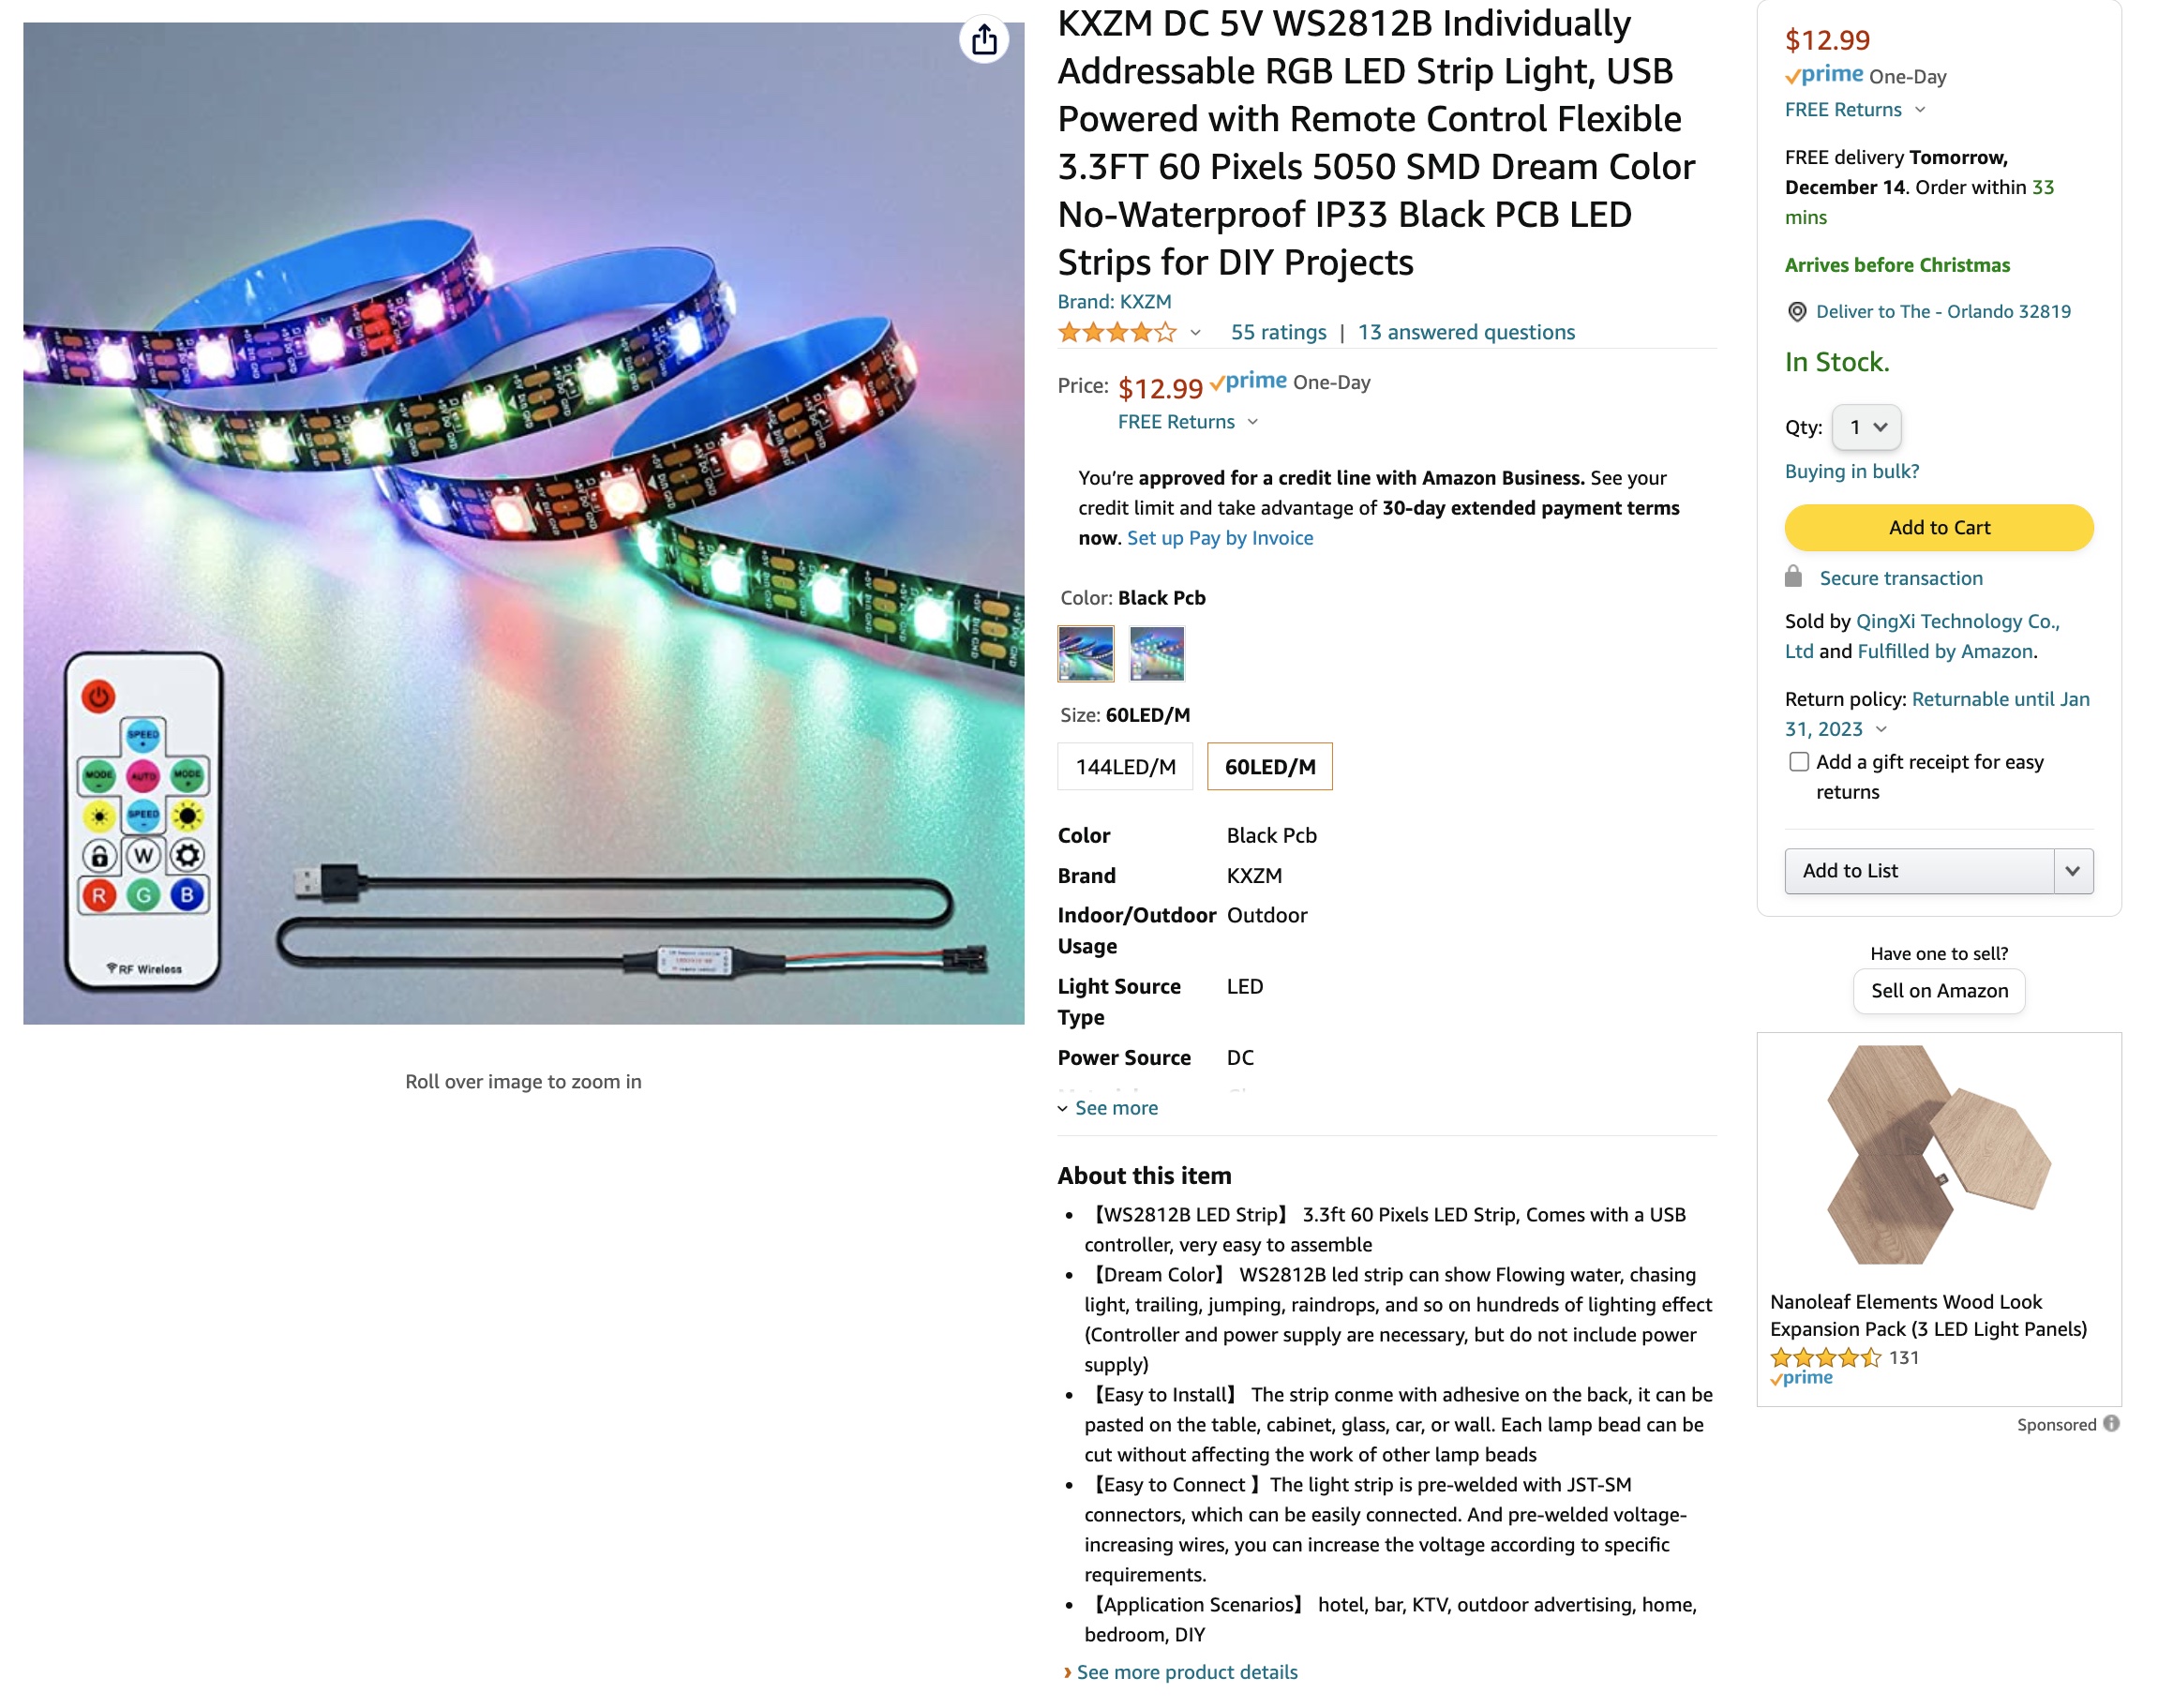 KXZM DC 5V WS2812B Individually
Addressable RGB LED Strip Light, USB
Powered with Remote Control Flexible
3.3FT 60 Pixels 5050 SMD Dream Color
No-Waterproof IP33 Black PCB LED
Strips for DIY Projects
Brand: KXZM
55 ratings | 13 answered questions
Price: $12.99 prime One-Day
FREE Returns
You're approved for a credit line with Amazon Business. See your
credit limit and take advantage of 30-day extended payment terms
now. Set up Pay by Invoice
Color: Black Pcb
Size: 60LED/M
144LED/M 60LED/M
Color Black Pcb
Brand KXZM
Indoor/Outdoor Outdoor
Usage
Light Source LED
Type
Power Source DC
See more
About this item
• 【WS2812B LED Strip】 3.3ft 60 Pixels LED Strip, Comes with a USB
controller, very easy to assemble
• 【Dream Color】 WS2812B led strip can show Flowing water, chasing
light, trailing, jumping, raindrops, and so on hundreds of lighting effect
(Controller and power supply are necessary, but do not include power
supply)
• 【Easy to Install】 The strip conme with adhesive on the back, it can be
pasted on the table, cabinet, glass, car, or wall. Each lamp bead can be
cut without affecting the work of other lamp beads
• 【Easy to Connect 】The light strip is pre-welded with JST-SM
connectors, which can be easily connected. And pre-welded voltage-
increasing wires, you can increase the voltage according to specific
requirements.
• 【Application Scenarios】 hotel, bar, KTV, outdoor advertising, home,
bedroom, DIY
› See more product details
SPEED
+
MODE
-
AUTO
MODE
+
SPEED
-
W
R G B
RF Wireless
Roll over image to zoom in
$12.99
prime One-Day
FREE Returns
FREE delivery Tomorrow,
December 14. Order within 33
mins
Arrives before Christmas
Deliver to The - Orlando 32819
In Stock.
Qty: 1
Buying in bulk?
Add to Cart
Secure transaction
Sold by QingXi Technology Co.,
Ltd and Fulfilled by Amazon.
Return policy: Returnable until Jan
31, 2023
Add a gift receipt for easy
returns
Add to List
Have one to sell?
Sell on Amazon
Nanoleaf Elements Wood Look
Expansion Pack (3 LED Light Panels)
131
prime
Sponsored